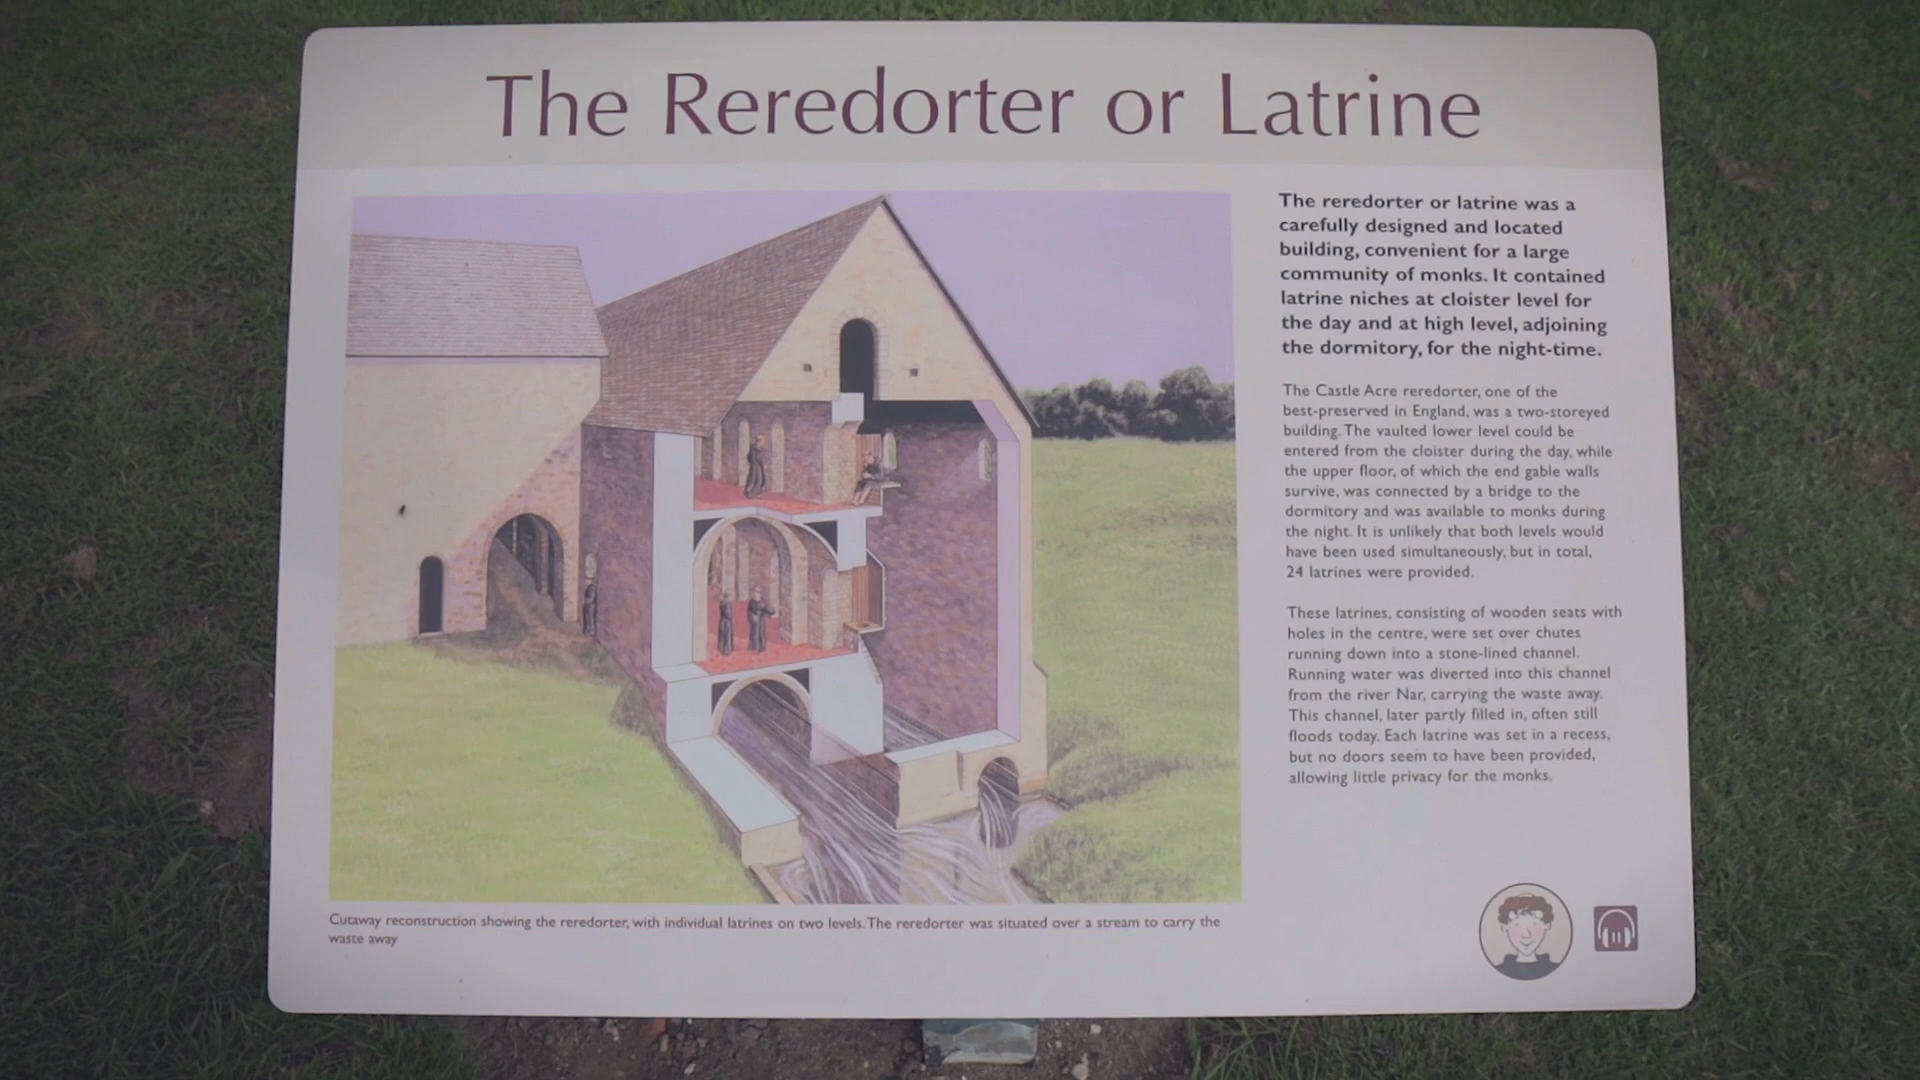 The Reredorter or Latrine
The reredorter or latrine was a
carefully designed and located
building, convenient for a large
community of monks. It contained
latrine niches at cloister level for
the day and at high level, adjoining
the dormitory, for the night-time.
The Castle Acre reredorter, one of the
best-preserved in England, was a two-storeyed
building. The vaulted lower level could be
entered from the cloister during the day, while
the upper floor, of which the end gable walls
survive, was connected by a bridge to the
dormitory and was available to monks during
the night. It is unlikely that both levels would
have been used simultaneously, but in total,
24 latrines were provided.
These latrines, consisting of wooden seats with
holes in the centre, were set over chutes
running down into a stone-lined channel.
Running water was diverted into this channel
from the river Nar, carrying the waste away.
This channel, later partly filled in, often still
floods today. Each latrine was set in a recess,
but no doors seem to have been provided,
allowing little privacy for the monks.
Cutaway reconstruction showing the reredorter, with individual latrines on two levels. The reredorter was situated over a stream to carry the
waste away